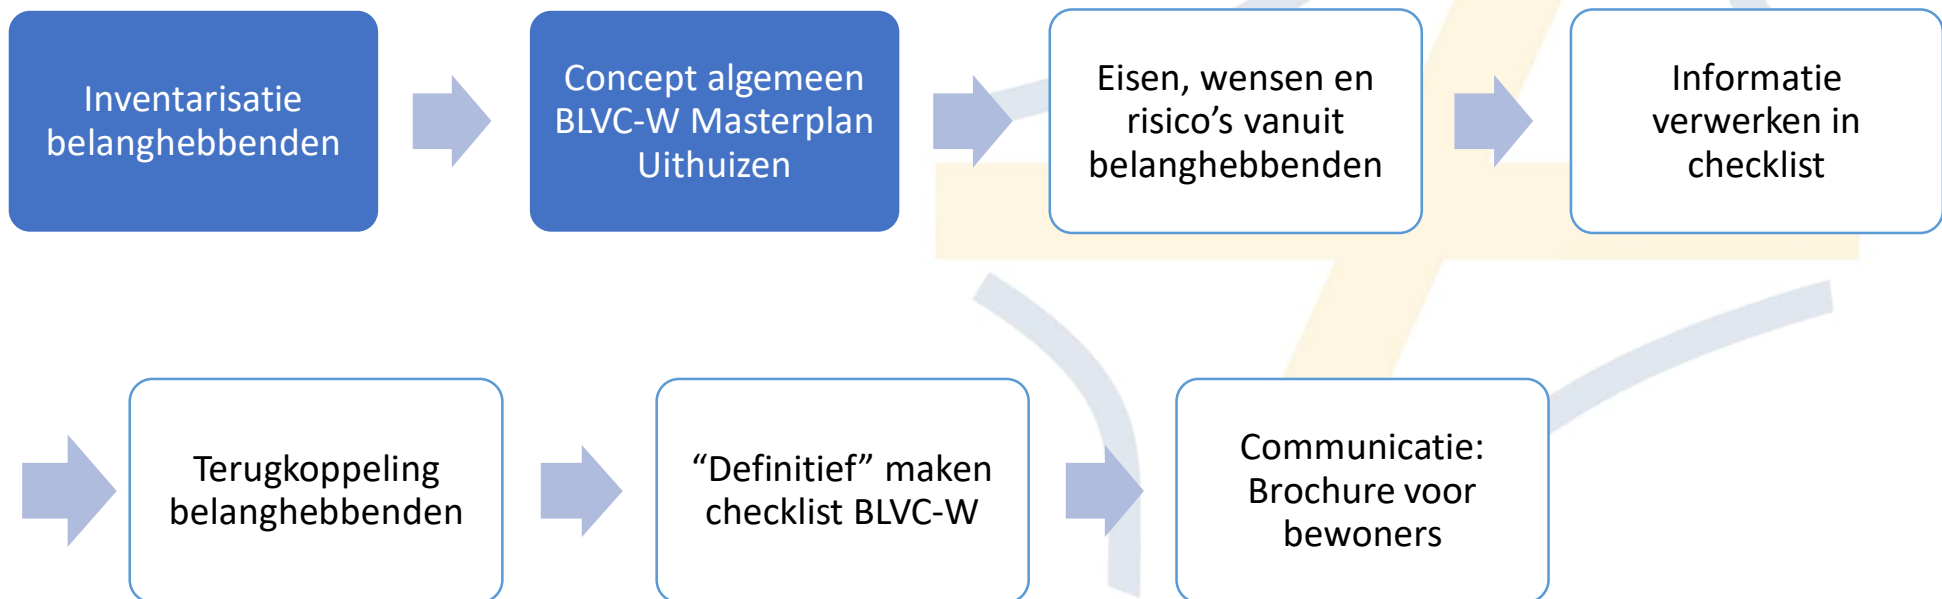 Inventarisatie
belanghebbenden
Concept algemeen
BLVC-W Masterplan
Uithuizen
Eisen, wensen en
risico’s vanuit
belanghebbenden
Informatie
verwerken in
checklist
Terugkoppeling
belanghebbenden
“Definitief” maken
checklist BLVC-W
Communicatie:
Brochure voor
bewoners